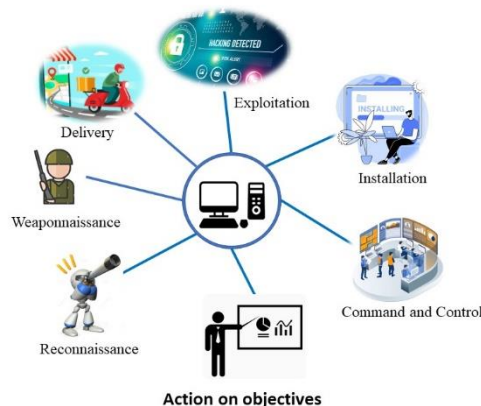 HACKING DETECTED
Exploitation
Delivery
INSTALLING
Installation
Weaponnaissance
Command and Control
Reconnaissance
Action on objectives